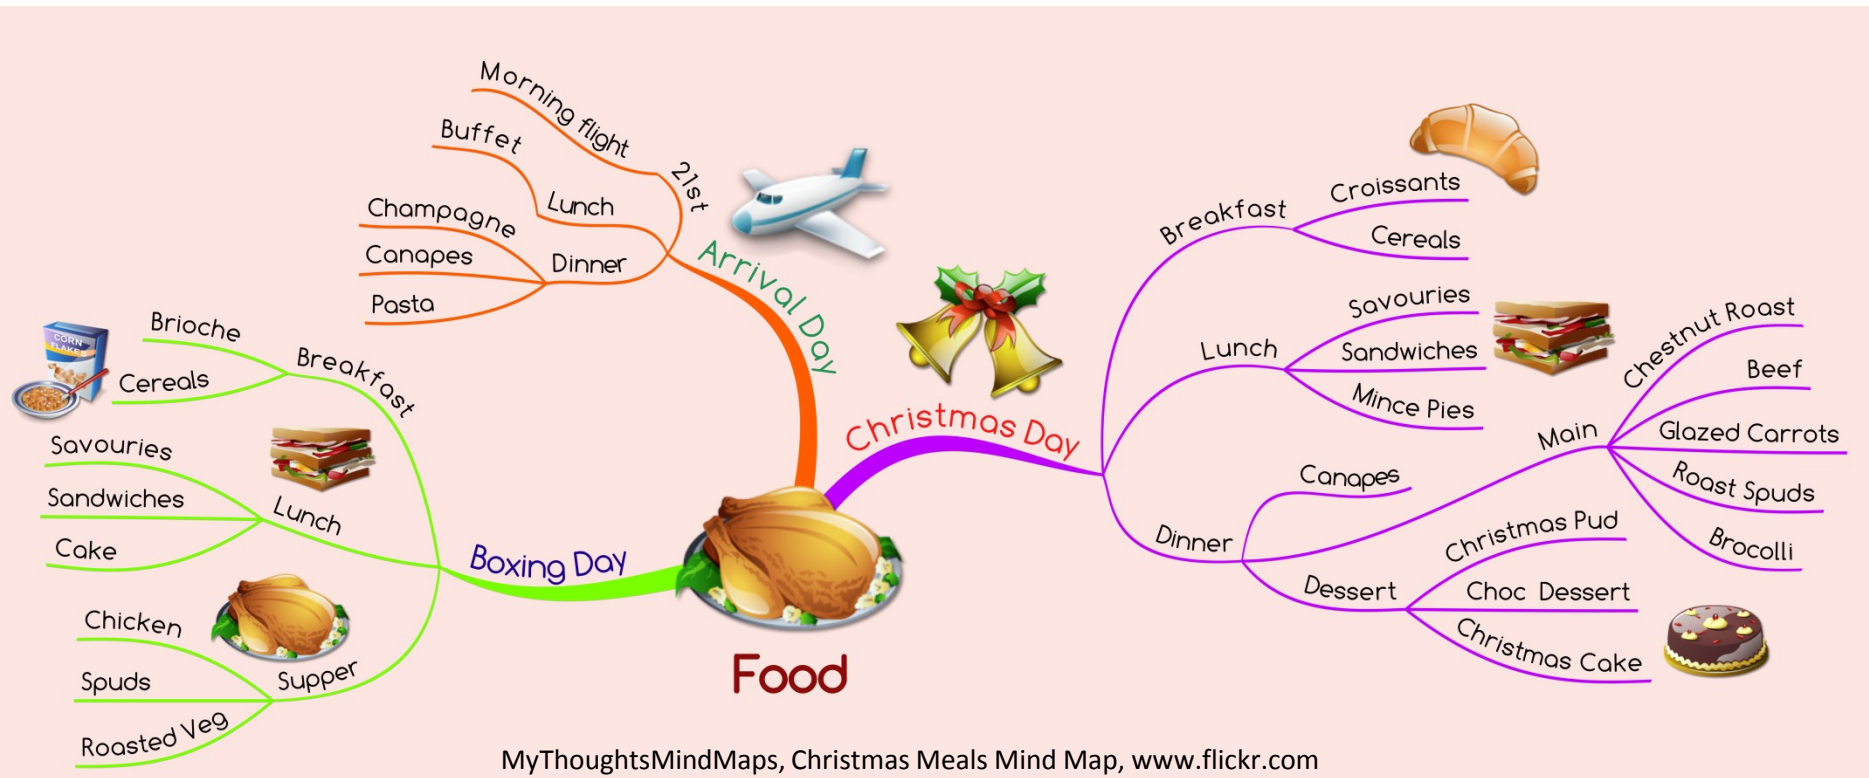 Morning flight
21st
Buffet
Lunch
Champagne
Canapes
Pasta
Dinner
Arrival Day
Christmas Day
Breakfast
Croissants
Cereals
Lunch
Savouries
Sandwiches
Mince Pies
Dinner
Canapes
Main
Chestnut Roast
Beef
Glazed Carrots
Roast Spuds
Brocolli
Dessert
Christmas Pud
Choc Dessert
Christmas Cake
Boxing Day
Breakfast
Brioche
Cereals
CORN
FLAKES
Lunch
Savouries
Sandwiches
Cake
Supper
Chicken
Spuds
Roasted Veg
Food
MyThoughtsMindMaps, Christmas Meals Mind Map, www.flickr.com